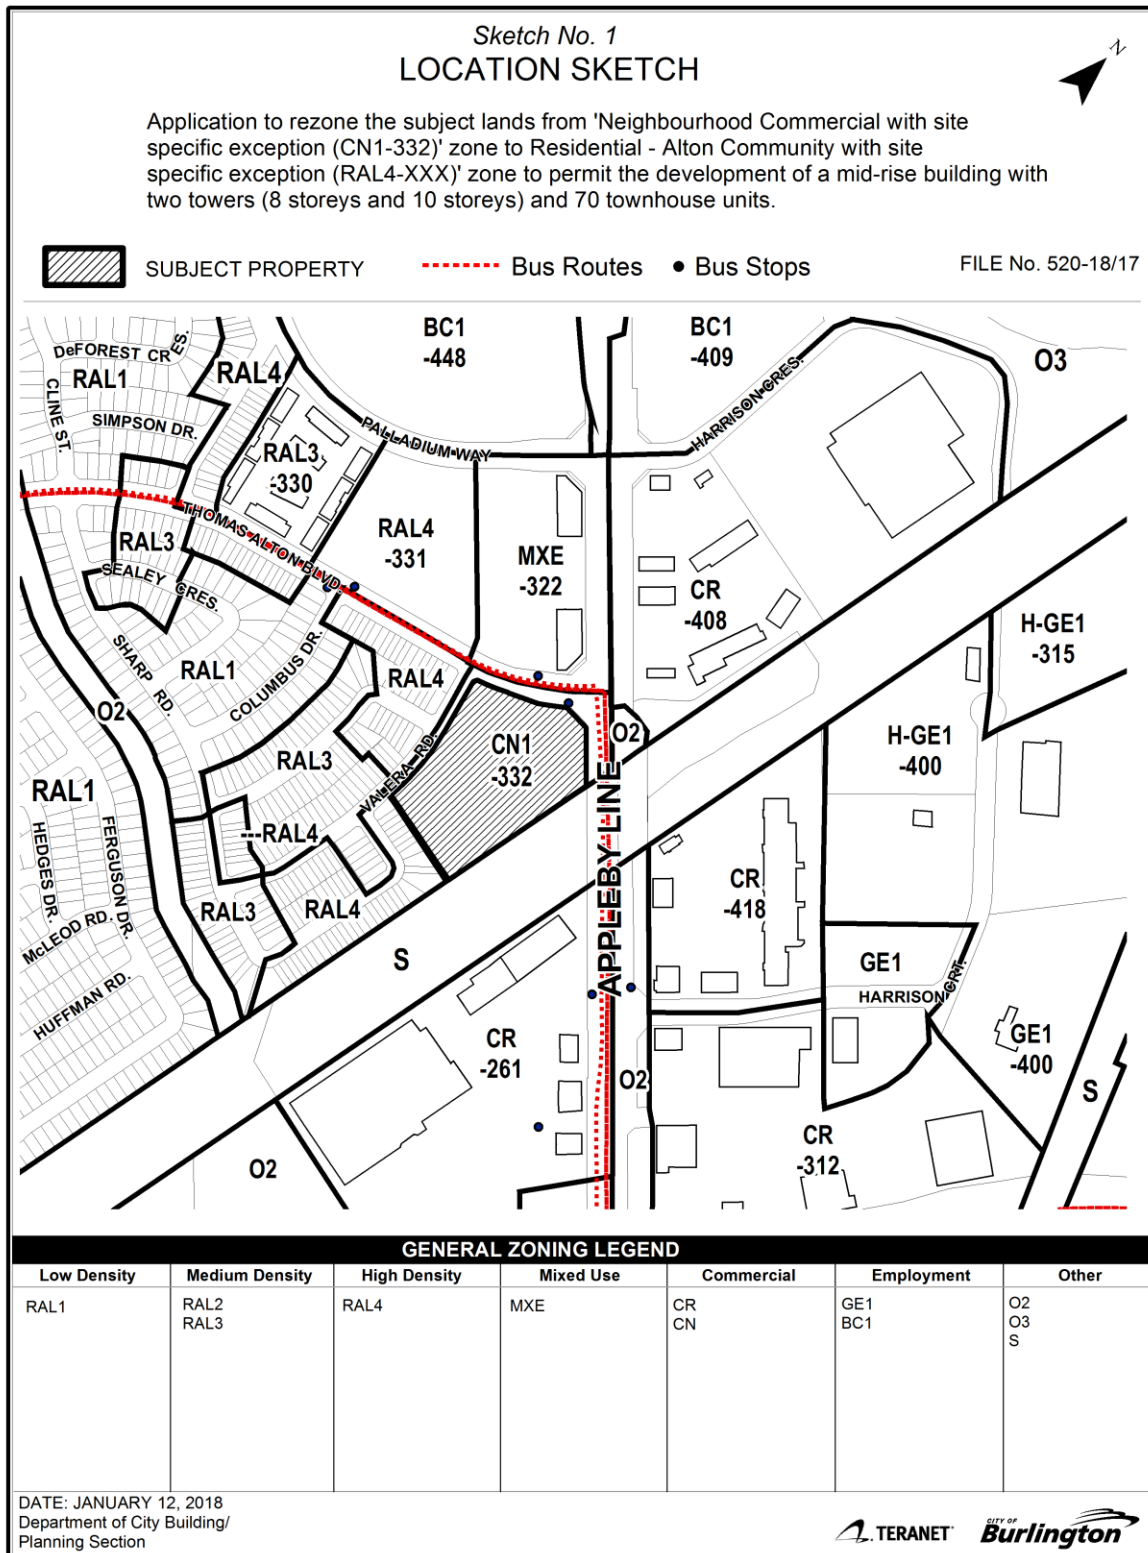 Sketch No. 1
LOCATION SKETCH
N
Application to rezone the subject lands from 'Neighbourhood Commercial with site
specific exception (CN1-332)' zone to Residential - Alton Community with site
specific exception (RAL4-XXX)' zone to permit the development of a mid-rise building with
two towers (8 storeys and 10 storeys) and 70 townhouse units.
SUBJECT PROPERTY
Bus Routes
Bus Stops
FILE No. 520-18/17
BC1
-448
BC1
-409
O3
DeFOREST CRES.
RAL1
RAL4
CLINE ST.
SIMPSON DR.
PALLADIUM WAY
HARRISON CRES.
RAL3
-330
THOMAS ALTON BLVD.
RAL3
RAL4
-331
MXE
-322
SEALEY CRES.
CR
-408
H-GE1
-315
SHARP RD.
RAL1
COLUMBUS DR.
RAL4
O2
O2
CN1
-332
H-GE1
-400
RAL3
VALERA RD.
APPLEBY LINE
RAL1
HEDGES DR.
FERGUSON DR.
---RAL4
CR
-418
RAL3
RAL4
McLEOD RD.
S
GE1
HARRISON CRT.
HUFFMAN RD.
CR
-261
GE1
-400
O2
S
CR
-312
O2
GENERAL ZONING LEGEND
Low Density
Medium Density
High Density
Mixed Use
Commercial
Employment
Other
RAL1
RAL2
RAL3
RAL4
MXE
CR
CN
GE1
BC1
O2
O3
S
DATE: JANUARY 12, 2018
Department of City Building/
Planning Section
TERANET
CITY OF
Burlington